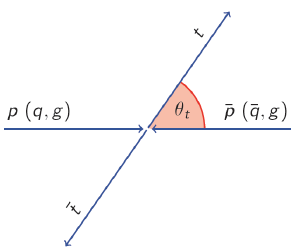 t
p (q, g)
θ_t
p̄ (q̄, g)
t̄